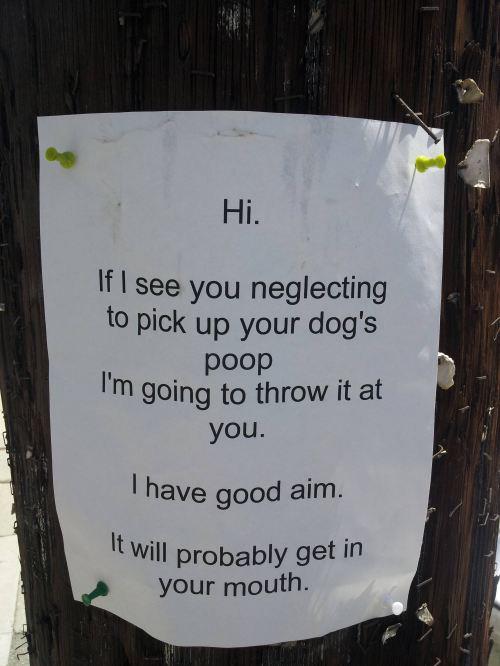 Hi.
If I see you neglecting
to pick up your dog's
poop
I'm going to throw it at
you.
I have good aim.
It will probably get in
your mouth.